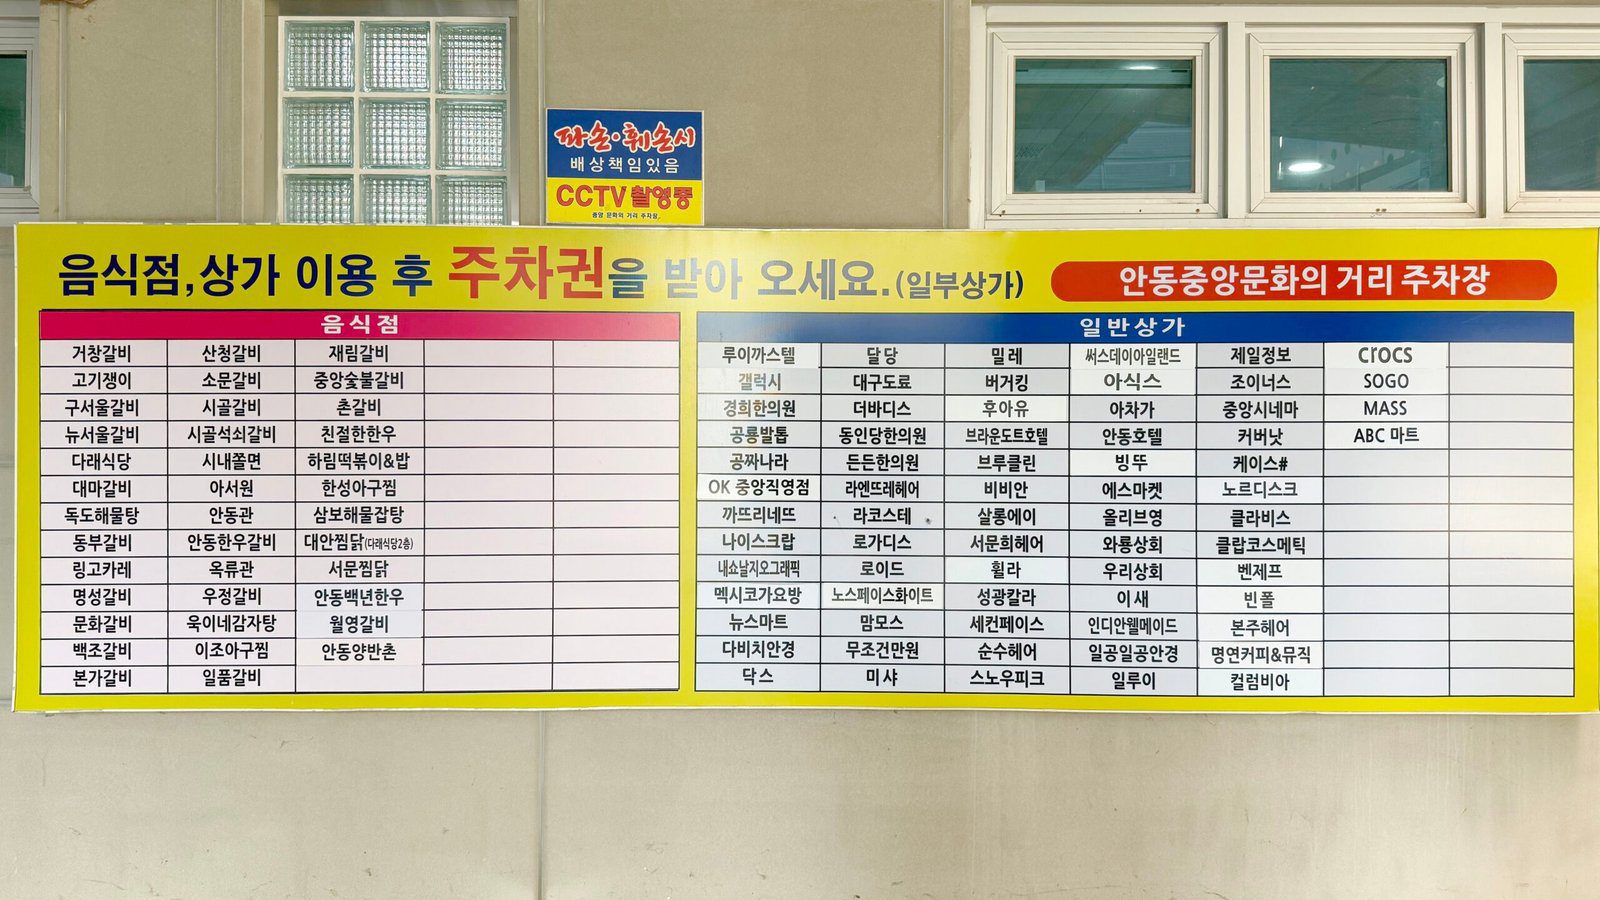 파손·훼손시
배상책임있음
CCTV 촬영중
중앙 문화의 거리 주차장
음식점,상가 이용 후 주차권을 받아 오세요.(일부상가) 안동중앙문화의 거리 주차장
음식점
거창갈비 산청갈비 재림갈비
고기쟁이 소문갈비 중앙숯불갈비
구서울갈비 시골갈비 촌갈비
뉴서울갈비 시골석쇠갈비 친절한한우
다래식당 시내쫄면 하림떡볶이&밥
대마갈비 아서원 한성아구찜
독도해물탕 안동관 삼보해물잡탕
동부갈비 안동한우갈비 대안찜닭(다래식당2층)
링고카레 옥류관 서문찜닭
명성갈비 우정갈비 안동백년한우
문화갈비 욱이네감자탕 월영갈비
백조갈비 이조아구찜 안동양반촌
본가갈비 일품갈비
일반상가
루이까스텔 달당 밀레 써스데이아일랜드 제일정보 crocs
갤럭시 대구도료 버거킹 아식스 조이너스 SOGO
경희한의원 더바디스 후아유 아차가 중앙시네마 MASS
공룡발톱 동인당한의원 브라운도트호텔 안동호텔 커버낫 ABC 마트
공짜나라 든든한의원 브루클린 빙뚜 케이스#
OK 중앙직영점 라엔뜨레헤어 비비안 에스마켓 노르디스크
까뜨리네뜨 라코스테 살롱에이 올리브영 클라비스
나이스크랍 로가디스 서문희헤어 와룡상회 클랍코스메틱
내쇼날지오그래픽 로이드 휠라 우리상회 벤제프
멕시코가요방 노스페이스화이트 성광칼라 이새 빈폴
뉴스마트 맘모스 세컨페이스 인디안웰메이드 본주헤어
다비치안경 무조건만원 순수헤어 일공일공안경 명연커피&뮤직
닥스 미샤 스노우피크 일루이 컬럼비아